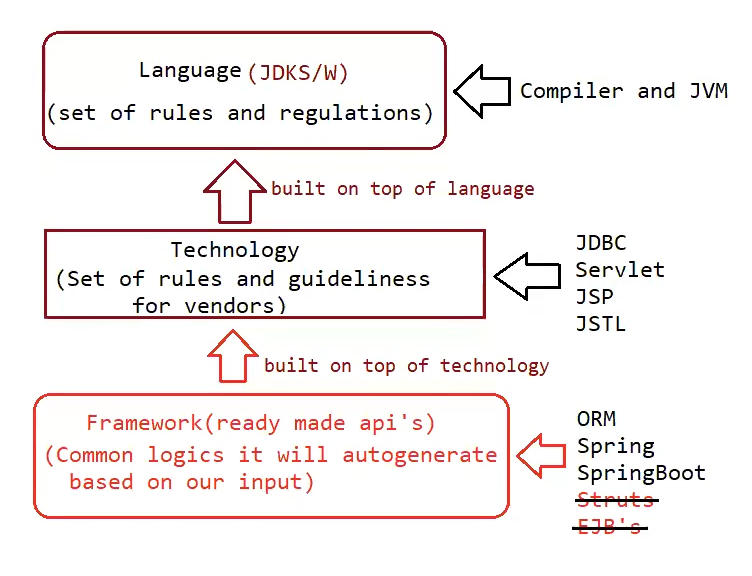 Language (JDKS/W)
(set of rules and regulations)
Compiler and JVM
built on top of language
Technology
(Set of rules and guideliness
for vendors)
JDBC
Servlet
JSP
JSTL
built on top of technology
Framework(ready made api's)
(Common logics it will autogenerate
based on our input)
ORM
Spring
SpringBoot
Struts
EJB's